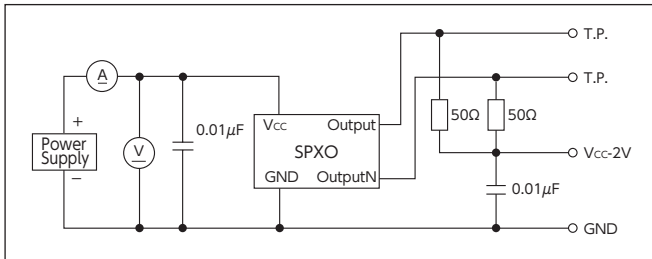 T.P.
A
T.P.
+
0.01μF
Vcc Output
50Ω 50Ω
Power
Supply
V
SPXO
Vcc-2V
−
GND OutputN
0.01μF
GND